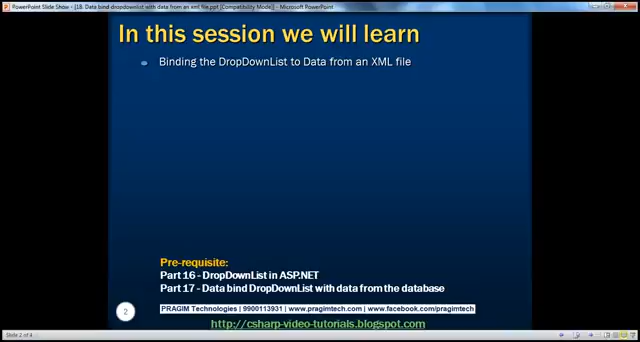 PowerPoint Slide Show - [18. Data bind dropdownlist with data from an xml file.ppt [Compatibility Mode]] - Microsoft PowerPoint
In this session we will learn
Binding the DropDownList to Data from an XML file
Pre-requisite:
Part 16 - DropDownList in ASP.NET
Part 17 - Data bind DropDownList with data from the database
2
PRAGIM Technologies | 9900113931 | www.pragimtech.com | www.facebook.com/pragimtech
http://csharp-video-tutorials.blogspot.com
Slide 2 of 4